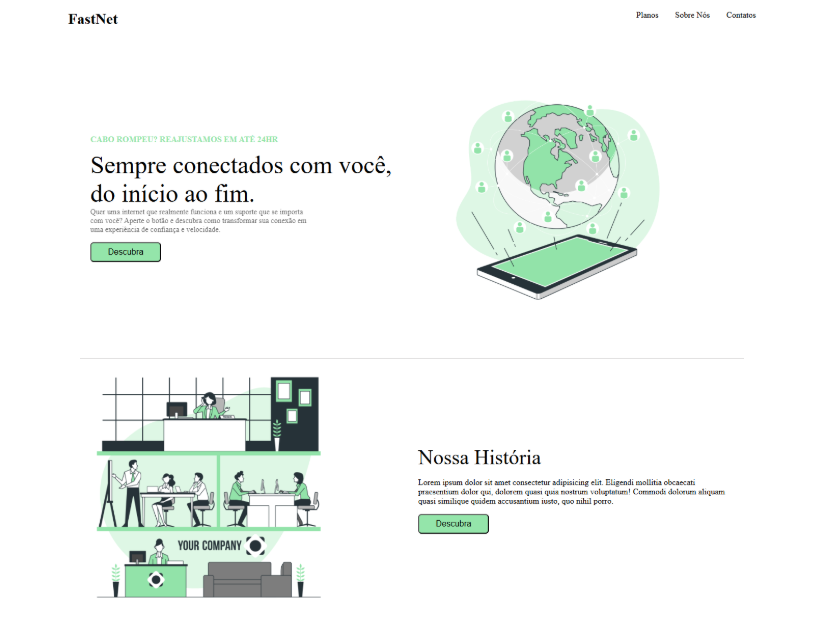 FastNet
Planos
Sobre Nós
Contatos
CABO ROMPEU? REAJUSTAMOS EM ATÉ 24HR
Sempre conectados com você,
do início ao fim.
Quer uma internet que realmente funciona e um suporte que se importa
com você? Aperte o botão e descubra como transformar sua conexão em
uma experiência de confiança e velocidade.
Descubra
YOUR COMPANY
Nossa História
Lorem ipsum dolor sit amet consectetur adipisicing elit. Eligendi mollitia obcaecati
praesentium dolor qui, dolorem quasi quia nostrum voluptatum! Commodi dolorum aliquam
quasi similique quidem accusantium iusto, quo nihil porro.
Descubra